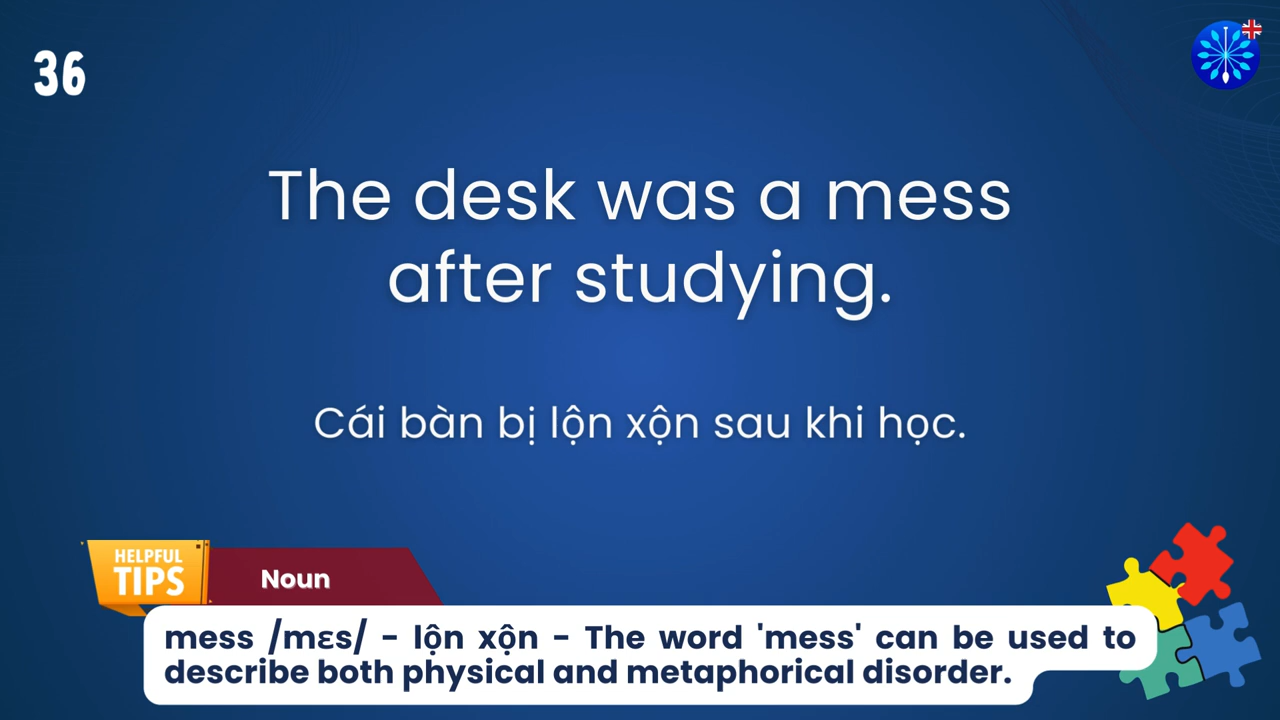 36
The desk was a mess
after studying.
Cái bàn bị lộn xộn sau khi học.
HELPFUL
TIPS
Noun
mess /mɛs/ - lộn xộn - The word 'mess' can be used to
describe both physical and metaphorical disorder.